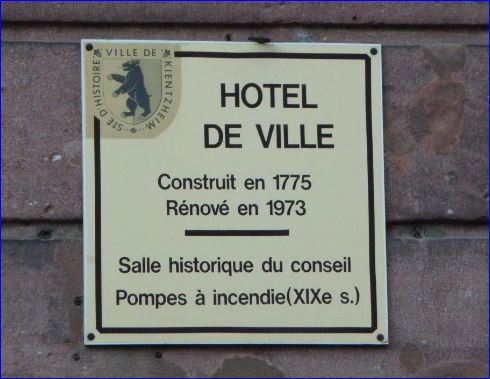 VILLE DE KIENTZHEIM
STE D'HISTOIRE
HOTEL
DE VILLE
Construit en 1775
Rénové en 1973
Salle historique du conseil
Pompes à incendie(XIXe s.)